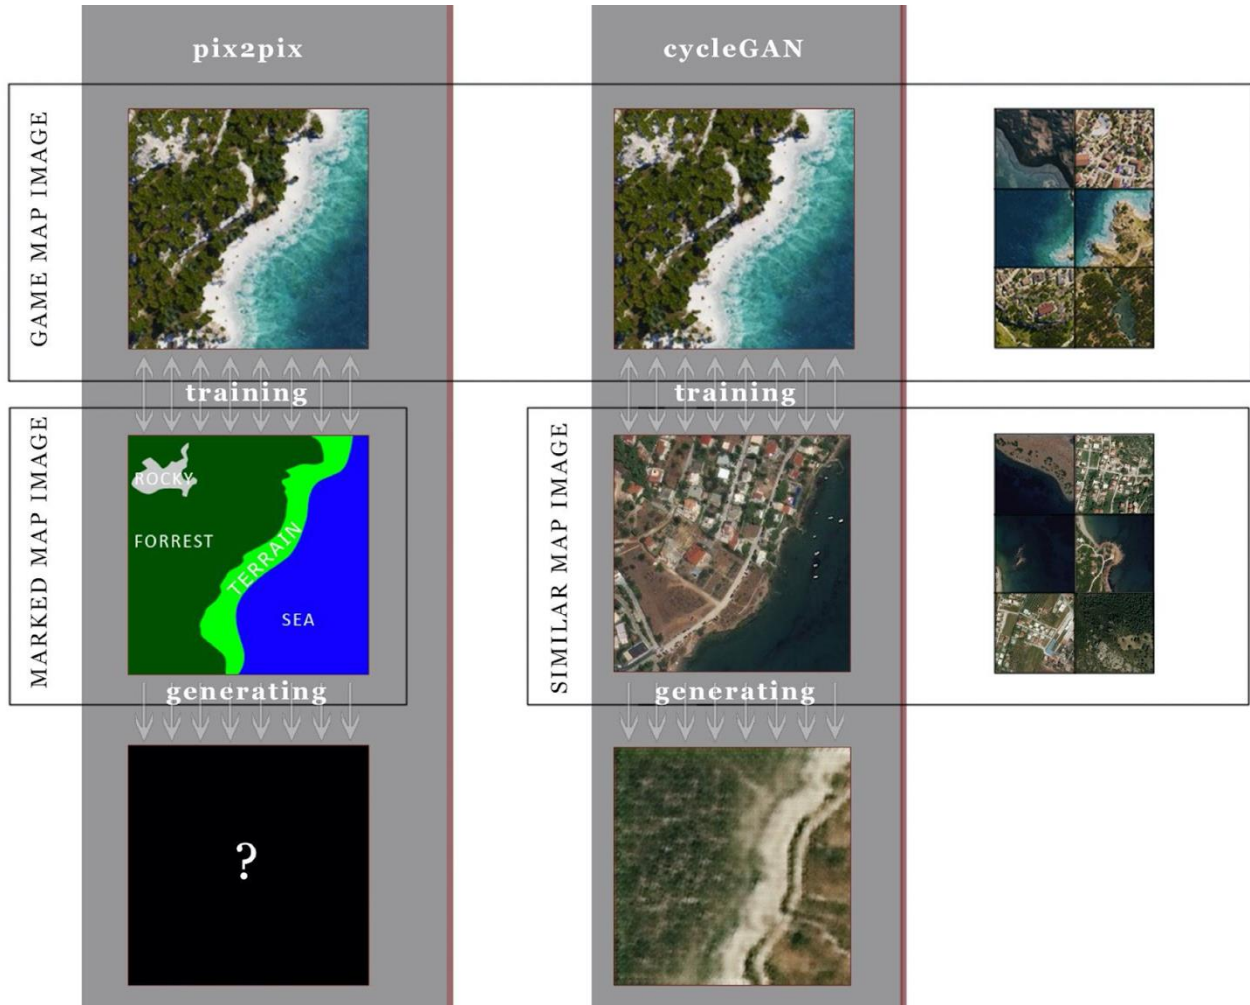 pix2pix
cycleGAN
GAME MAP IMAGE
training
training
MARKED MAP IMAGE
ROCKY
FORREST
TERRAIN
SEA
SIMILAR MAP IMAGE
generating
generating
?